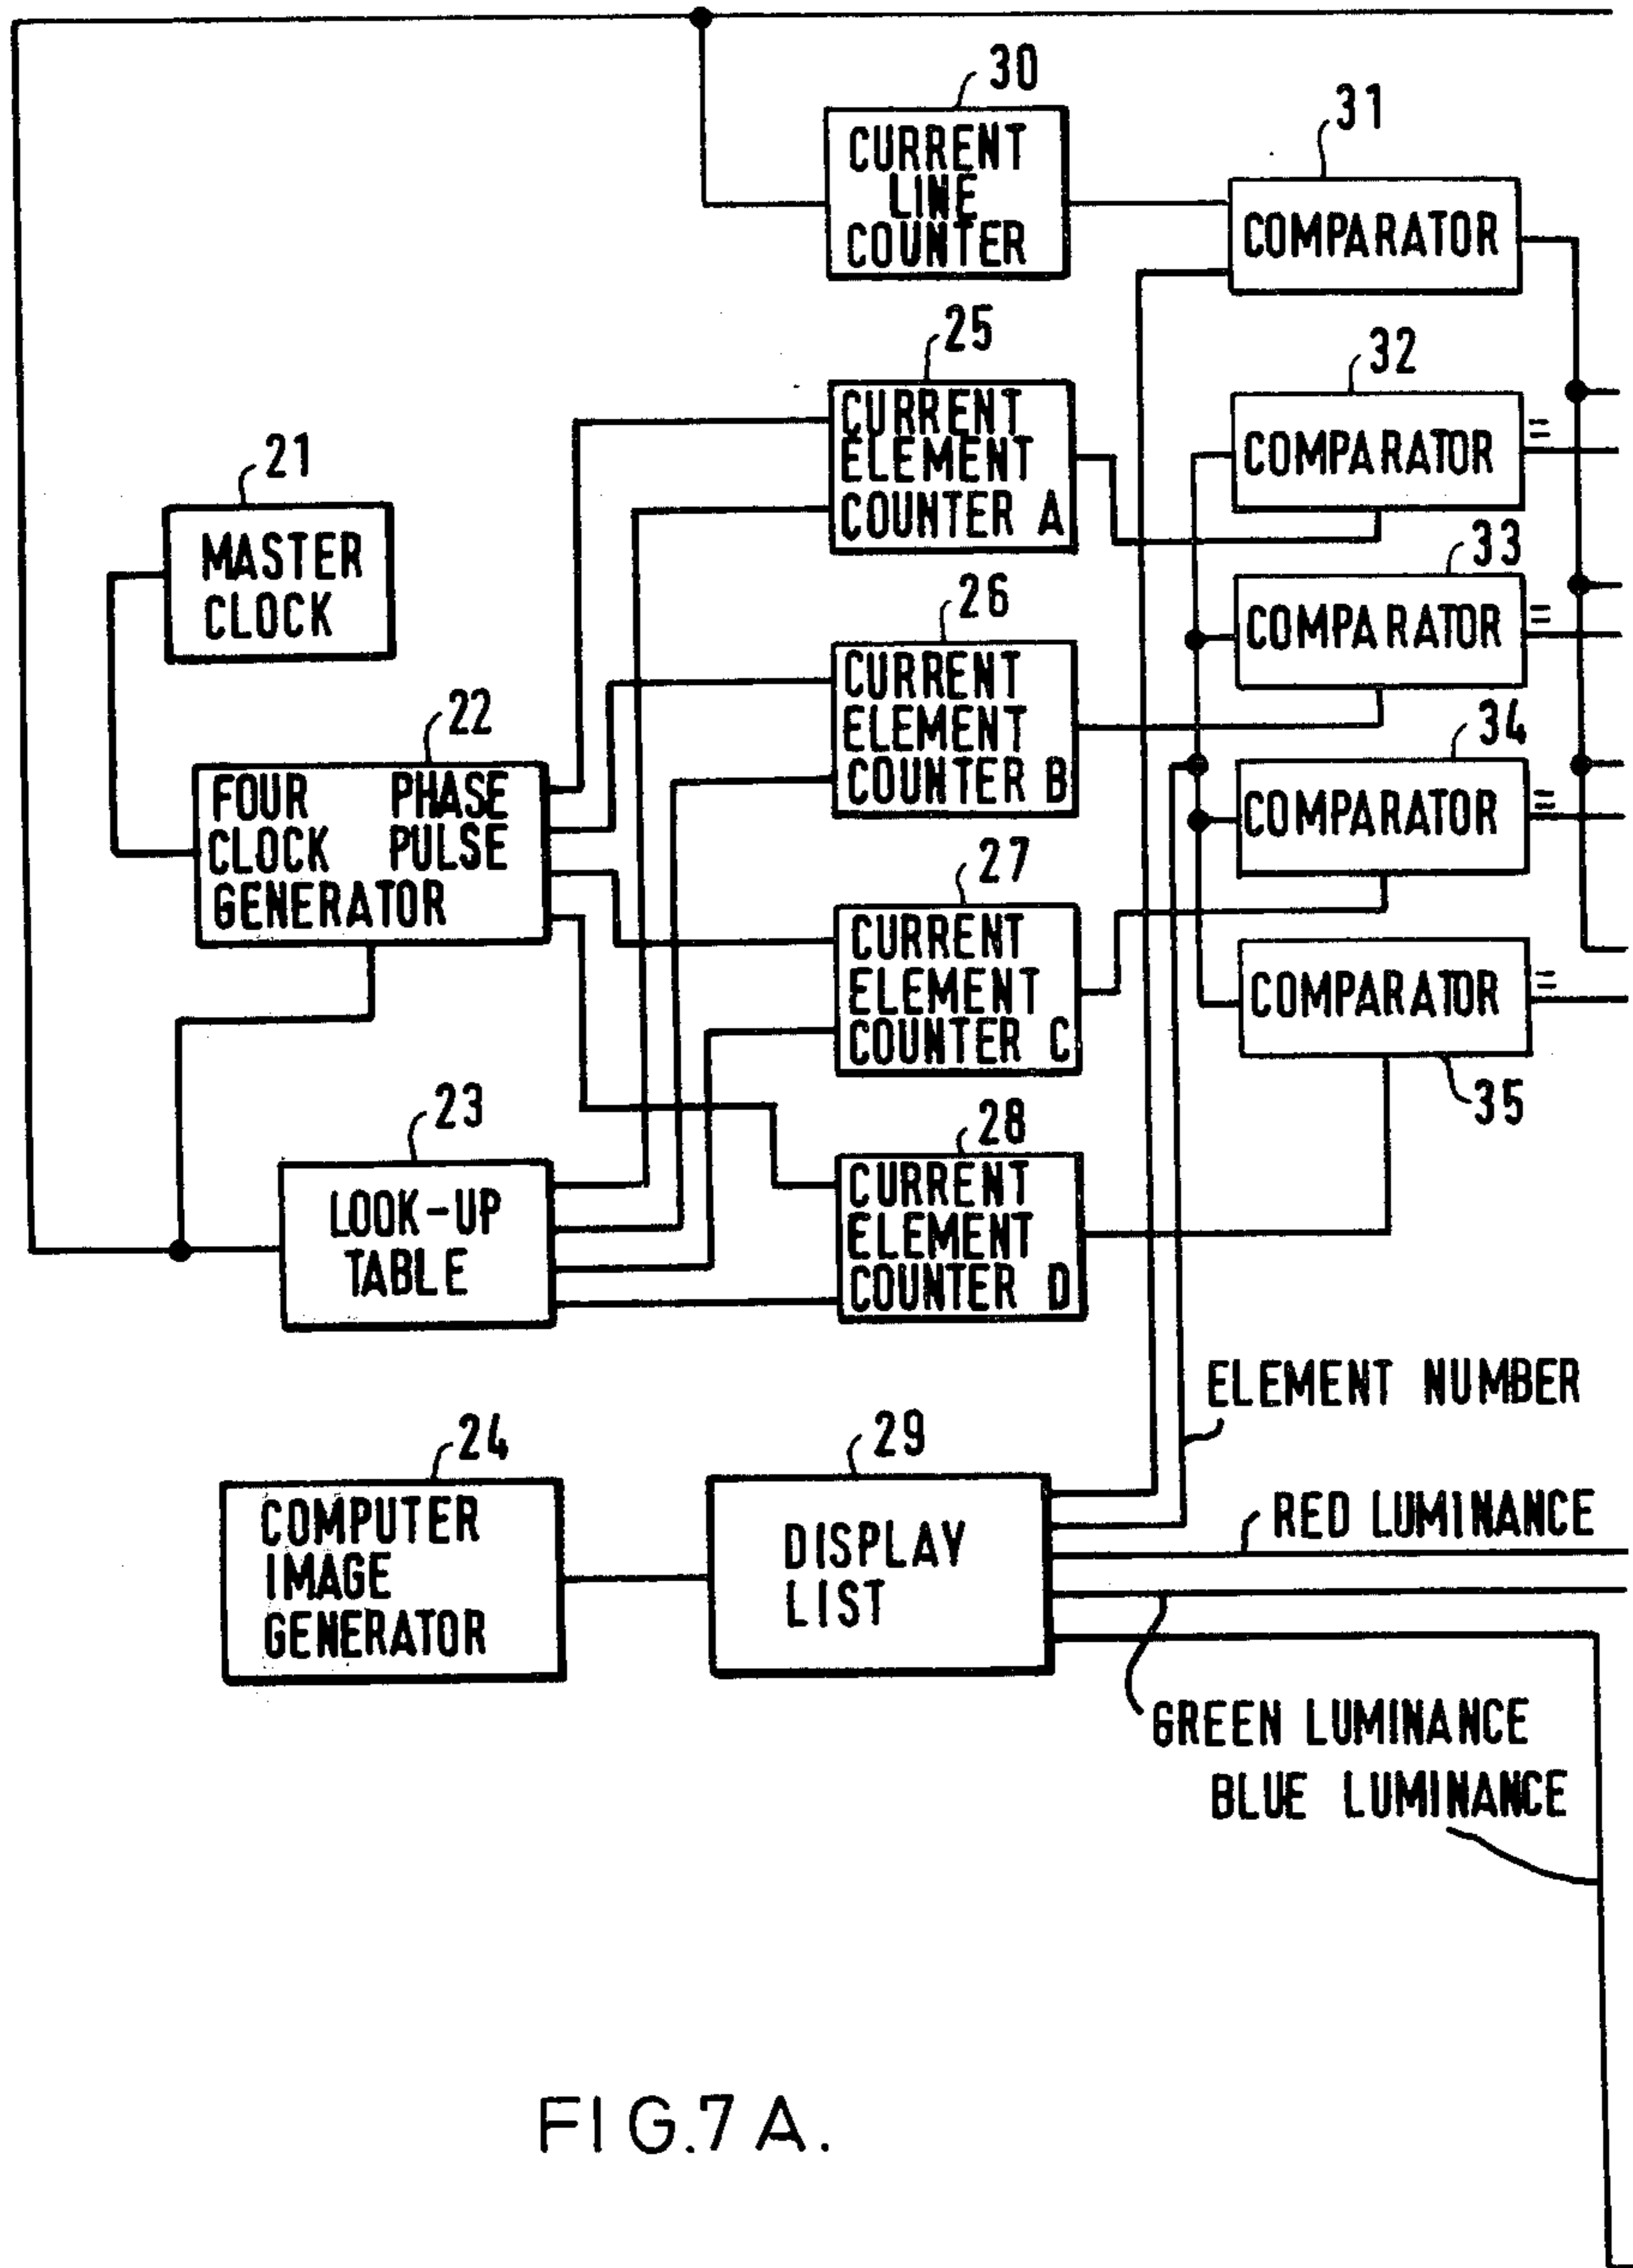 30
CURRENT
LINE
COUNTER
31
COMPARATOR
25
CURRENT
ELEMENT
COUNTER A
32
COMPARATOR
=
21
MASTER
CLOCK
33
COMPARATOR
=
26
CURRENT
ELEMENT
COUNTER B
22
FOUR PHASE
CLOCK PULSE
GENERATOR
34
COMPARATOR
=
27
CURRENT
ELEMENT
COUNTER C
COMPARATOR
=
35
23
LOOK-UP
TABLE
28
CURRENT
ELEMENT
COUNTER D
ELEMENT NUMBER
24
COMPUTER
IMAGE
GENERATOR
29
DISPLAY
LIST
RED LUMINANCE
GREEN LUMINANCE
BLUE LUMINANCE
FIG.7A.